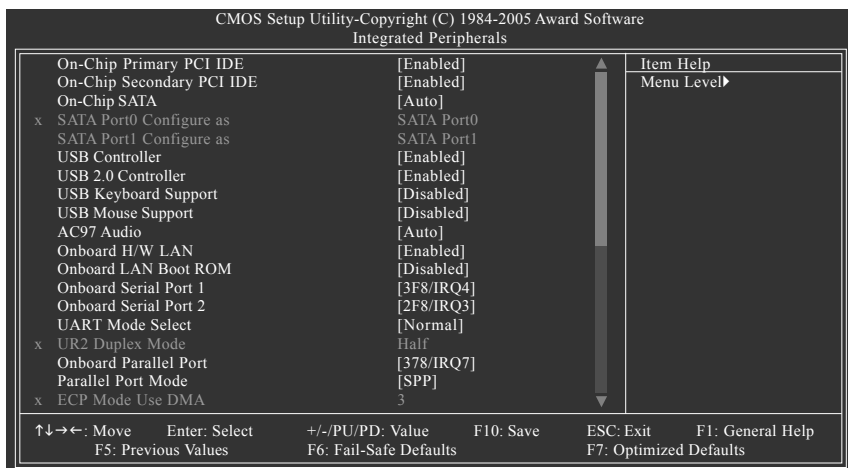 CMOS Setup Utility-Copyright (C) 1984-2005 Award Software
Integrated Peripherals
On-Chip Primary PCI IDE [Enabled]
On-Chip Secondary PCI IDE [Enabled]
On-Chip SATA [Auto]
x SATA Port0 Configure as SATA Port0
SATA Port1 Configure as SATA Port1
USB Controller [Enabled]
USB 2.0 Controller [Enabled]
USB Keyboard Support [Disabled]
USB Mouse Support [Disabled]
AC97 Audio [Auto]
Onboard H/W LAN [Enabled]
Onboard LAN Boot ROM [Disabled]
Onboard Serial Port 1 [3F8/IRQ4]
Onboard Serial Port 2 [2F8/IRQ3]
UART Mode Select [Normal]
x UR2 Duplex Mode Half
Onboard Parallel Port [378/IRQ7]
Parallel Port Mode [SPP]
x ECP Mode Use DMA 3
Item Help
Menu Level▶
↑↓→←: Move Enter: Select +/-/PU/PD: Value F10: Save ESC: Exit F1: General Help
F5: Previous Values F6: Fail-Safe Defaults F7: Optimized Defaults